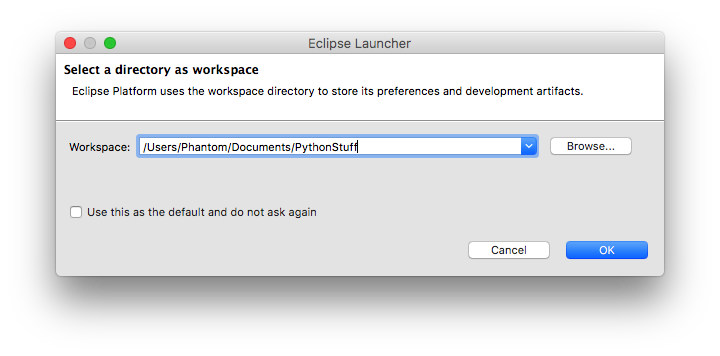 Eclipse Launcher
Select a directory as workspace
Eclipse Platform uses the workspace directory to store its preferences and development artifacts.
Workspace: /Users/Phantom/Documents/PythonStuff Browse...
Use this as the default and do not ask again
Cancel OK